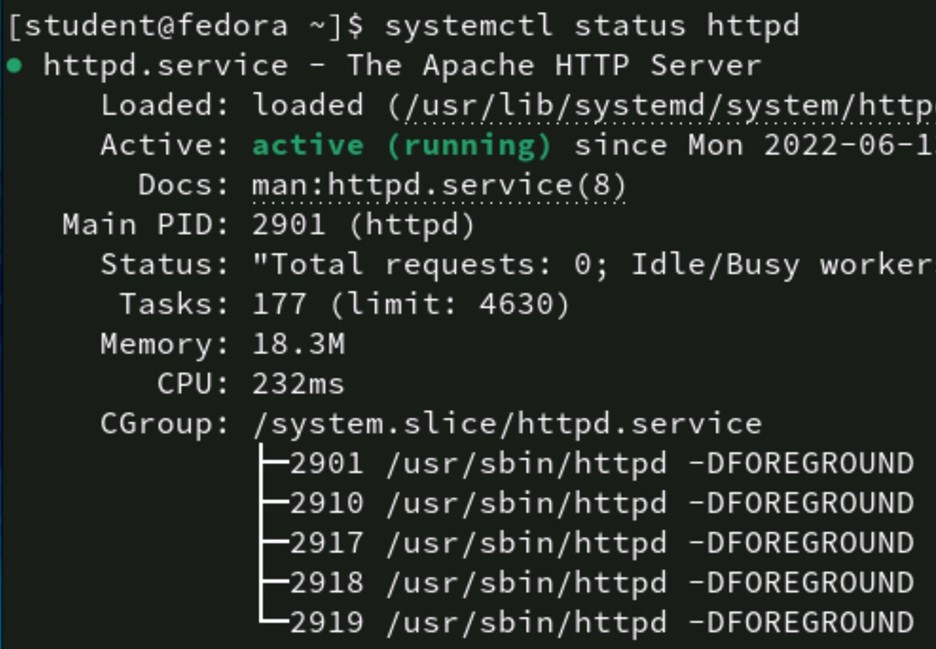 [student@fedora ~]$ systemctl status httpd
● httpd.service - The Apache HTTP Server
Loaded: loaded (/usr/lib/systemd/system/http
Active: active (running) since Mon 2022-06-1
Docs: man:httpd.service(8)
Main PID: 2901 (httpd)
Status: "Total requests: 0; Idle/Busy worker
Tasks: 177 (limit: 4630)
Memory: 18.3M
CPU: 232ms
CGroup: /system.slice/httpd.service
├─2901 /usr/sbin/httpd -DFOREGROUND
├─2910 /usr/sbin/httpd -DFOREGROUND
├─2917 /usr/sbin/httpd -DFOREGROUND
├─2918 /usr/sbin/httpd -DFOREGROUND
└─2919 /usr/sbin/httpd -DFOREGROUND